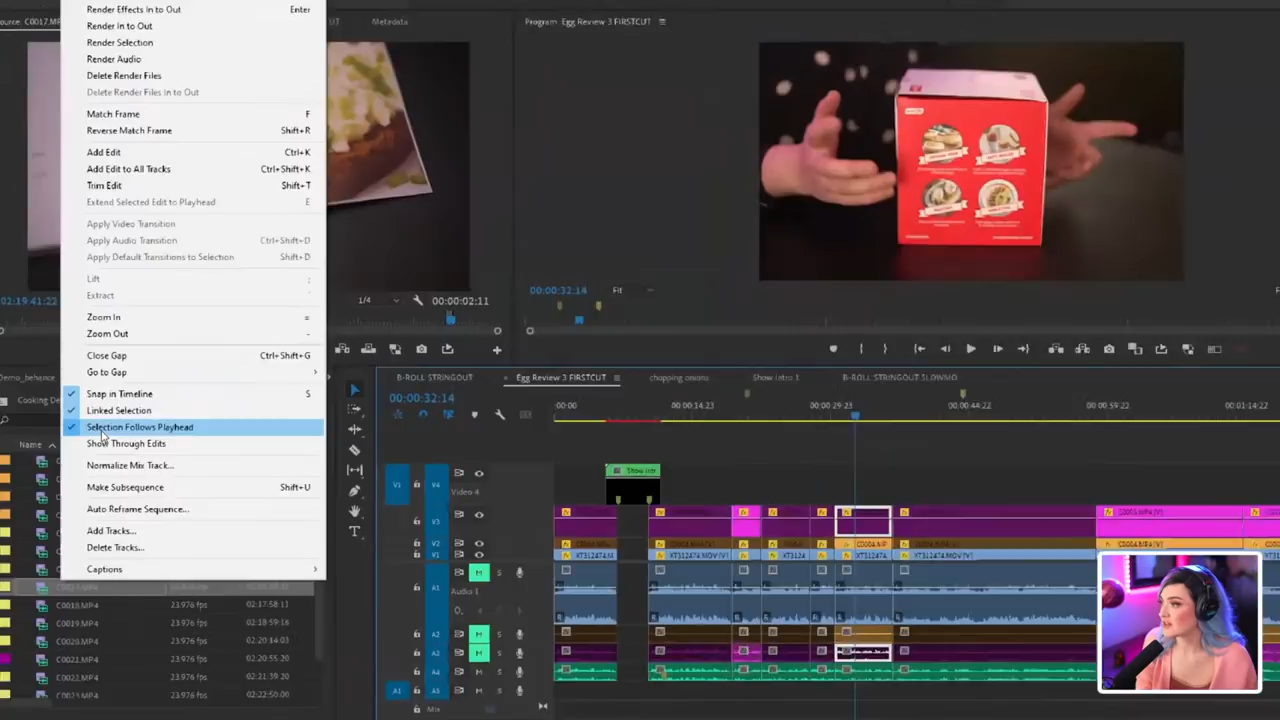 Render Effects In to Out Enter
Render In to Out
Render Selection
Render Audio
Delete Render Files
Delete Render Files In to Out
Match Frame F
Reverse Match Frame Shift+R
Add Edit Ctrl+K
Add Edit to All Tracks Ctrl+Shift+K
Trim Edit Shift+T
Extend Selected Edit to Playhead E
Apply Video Transition
Apply Audio Transition Ctrl+Shift+D
Apply Default Transitions to Selection Shift+D
Lift ;
Extract '
Zoom In =
Zoom Out -
Close Gap Ctrl+Shift+G
Go to Gap
Snap in Timeline S
Linked Selection
Selection Follows Playhead
Show Through Edits
Normalize Mix Track...
Make Subsequence Shift+U
Auto Reframe Sequence...
Add Tracks...
Delete Tracks...
Captions
ource: C0017.M
Metadata
02:19:41:22
1/4
00:00:02:11
Program: Egg Review 3 FIRSTCUT
00:00:32:14 Fit
Demo_behance
Cooking De
Name
C0018.MP4 23.976 fps 02:17:58:11
C0019.MP4 23.976 fps 02:18:59:16
C0020.MP4 23.976 fps 02:20:14:03
C0021.MP4 23.976 fps 02:20:55:20
C0022.MP4 23.976 fps 02:21:39:20
C0023.MP4 23.976 fps 02:22:50:00
B-ROLL STRINGOUT
Egg Review 3 FIRSTCUT
chopping onions
Show Intro 1
B-ROLL STRINGOUT SLOWMO
00:00:32:14
:00:00 00:00:14:23 00:00:29:23 00:00:44:22 00:00:59:22 00:01:14:22
V1 V4
Video 4
V3
V2
V1
A1 M S
Audio 1
A2 M S
A2 M S
A1 A3 M S
Mix